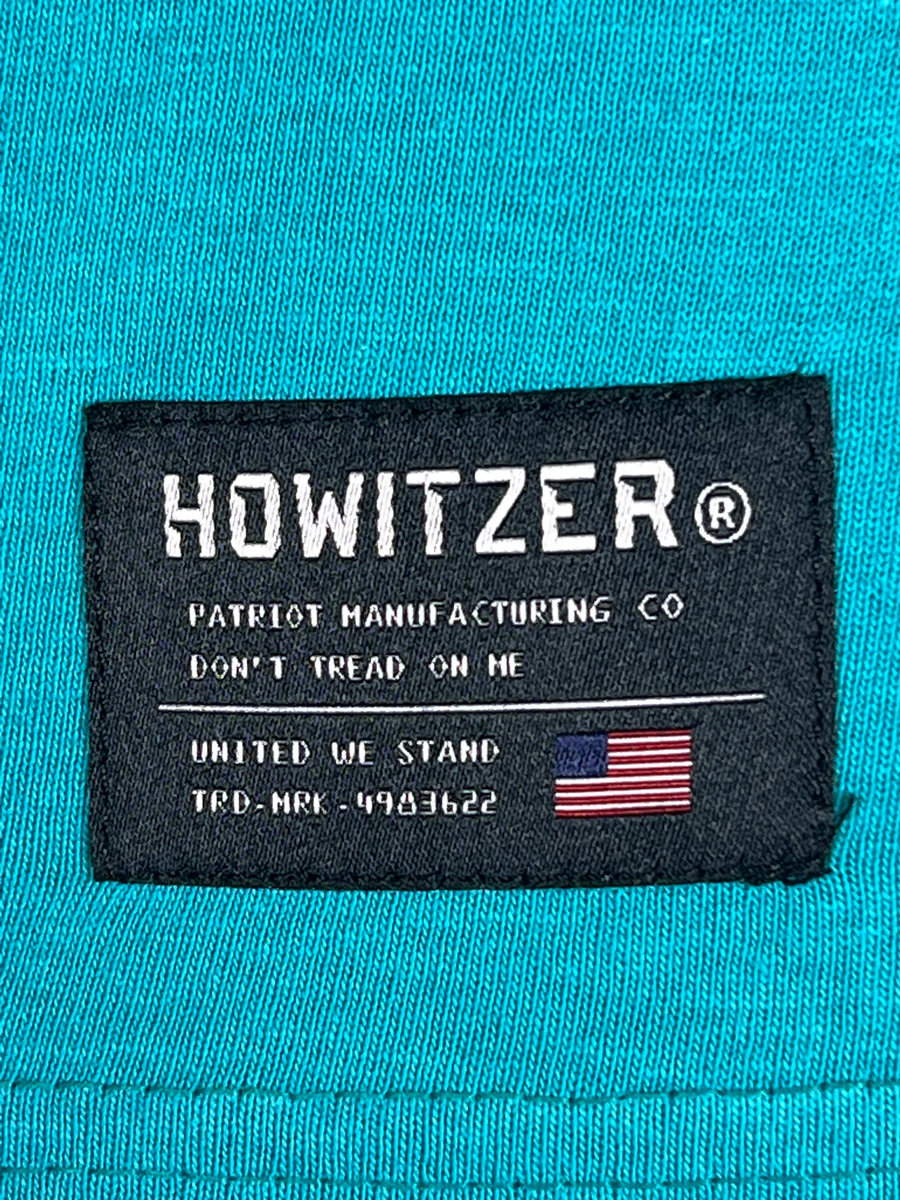 HOWITZER®
PATRIOT MANUFACTURING CO
DON'T TREAD ON ME
UNITED WE STAND
TRD-MRK-4983622